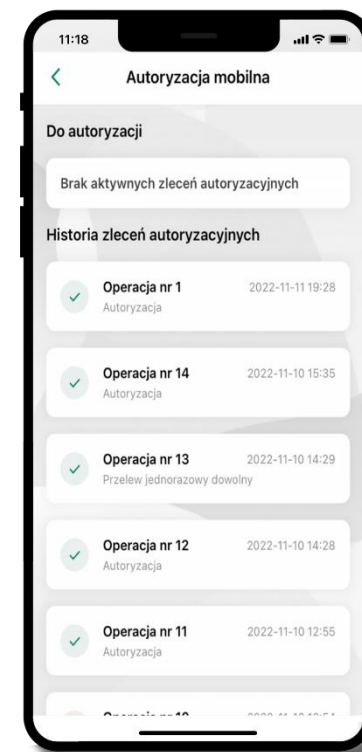 11:18
Autoryzacja mobilna
Do autoryzacji
Brak aktywnych zleceń autoryzacyjnych
Historia zleceń autoryzacyjnych
Operacja nr 1 2022-11-11 19:28
Autoryzacja
Operacja nr 14 2022-11-10 15:35
Autoryzacja
Operacja nr 13 2022-11-10 14:29
Przelew jednorazowy dowolny
Operacja nr 12 2022-11-10 14:28
Autoryzacja
Operacja nr 11 2022-11-10 12:55
Autoryzacja